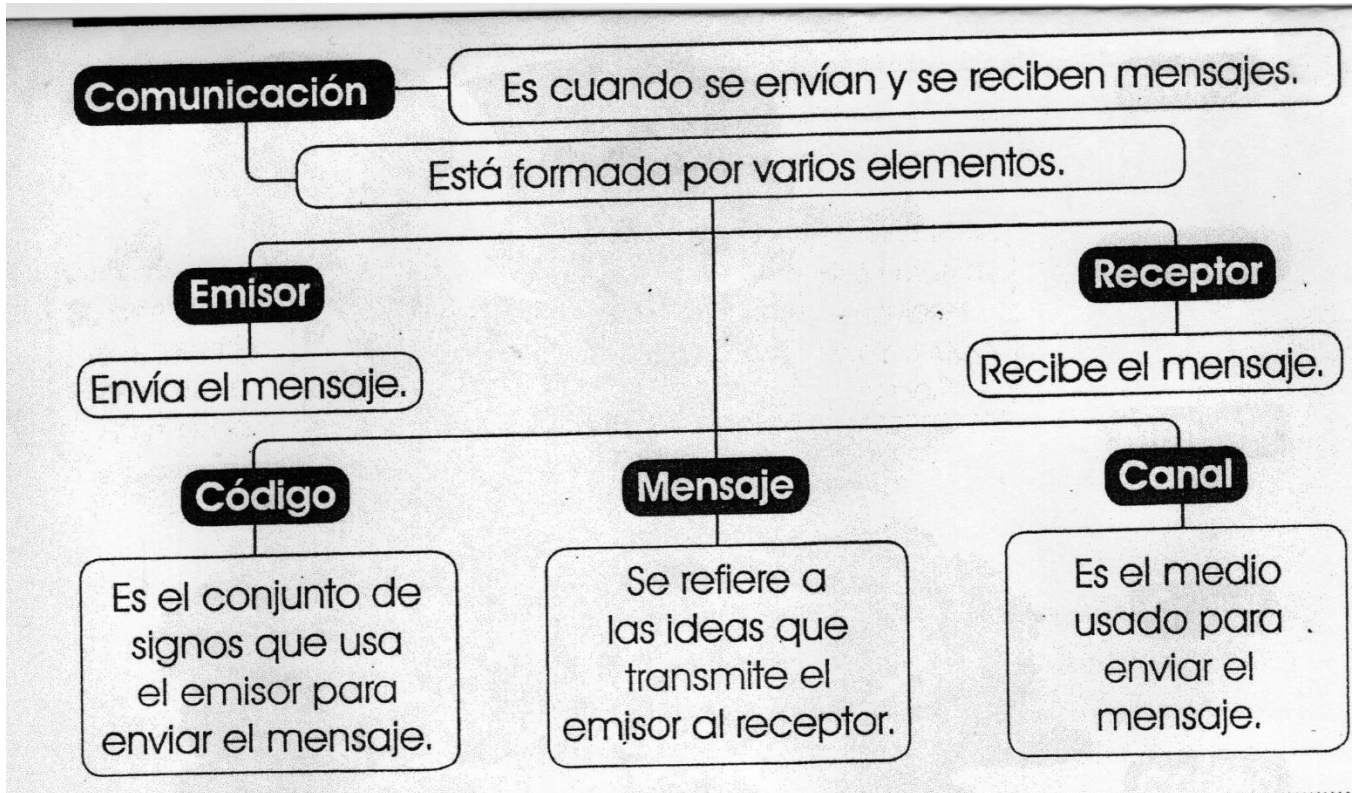 Comunicación
Es cuando se envían y se reciben mensajes.
Está formada por varios elementos.
Emisor
Receptor
Envía el mensaje.
Recibe el mensaje.
Código
Mensaje
Canal
Es el conjunto de
signos que usa
el emisor para
enviar el mensaje.
Se refiere a
las ideas que
transmite el
emisor al receptor.
Es el medio
usado para
enviar el
mensaje.